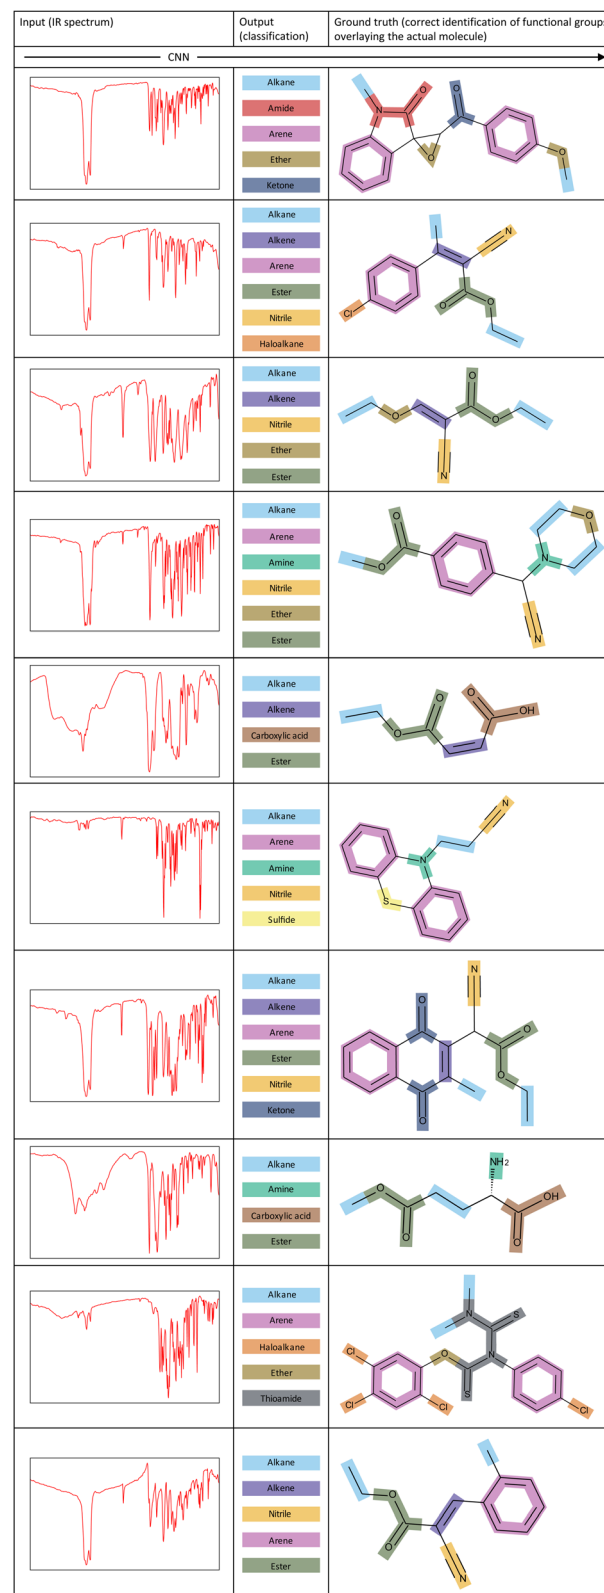 Input (IR spectrum)
Output
(classification)
Ground truth (correct identification of functional groups
overlaying the actual molecule)
CNN
Alkane
Amide
Arene
Ether
Ketone
N
O
O
O
O
Alkane
Alkene
Arene
Ester
Nitrile
Haloalkane
N
Cl
O
O
Alkane
Alkene
Nitrile
Ether
Ester
O
O
O
N
Alkane
Arene
Amine
Nitrile
Ether
Ester
O
O
O
N
N
Alkane
Alkene
Carboxylic acid
Ester
O
O
OH
O
Alkane
Arene
Amine
Nitrile
Sulfide
N
N
S
Alkane
Alkene
Arene
Ester
Nitrile
Ketone
N
O
O
O
O
Alkane
Amine
Carboxylic acid
Ester
NH2
O
OH
O
O
Alkane
Arene
Haloalkane
Ether
Thioamide
N
S
Cl
O
N
Cl
Cl
S
Cl
Alkane
Alkene
Nitrile
Arene
Ester
O
O
N